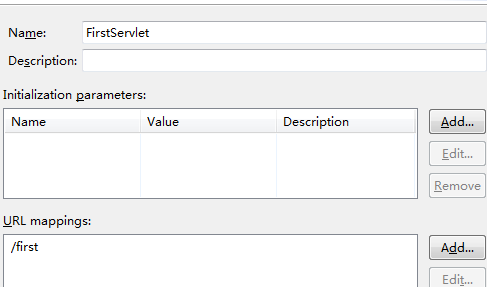 Name: FirstServlet
Description:
Initialization parameters:
Name Value Description
Add...
Edit...
Remove
URL mappings:
/first
Add...
Edit...